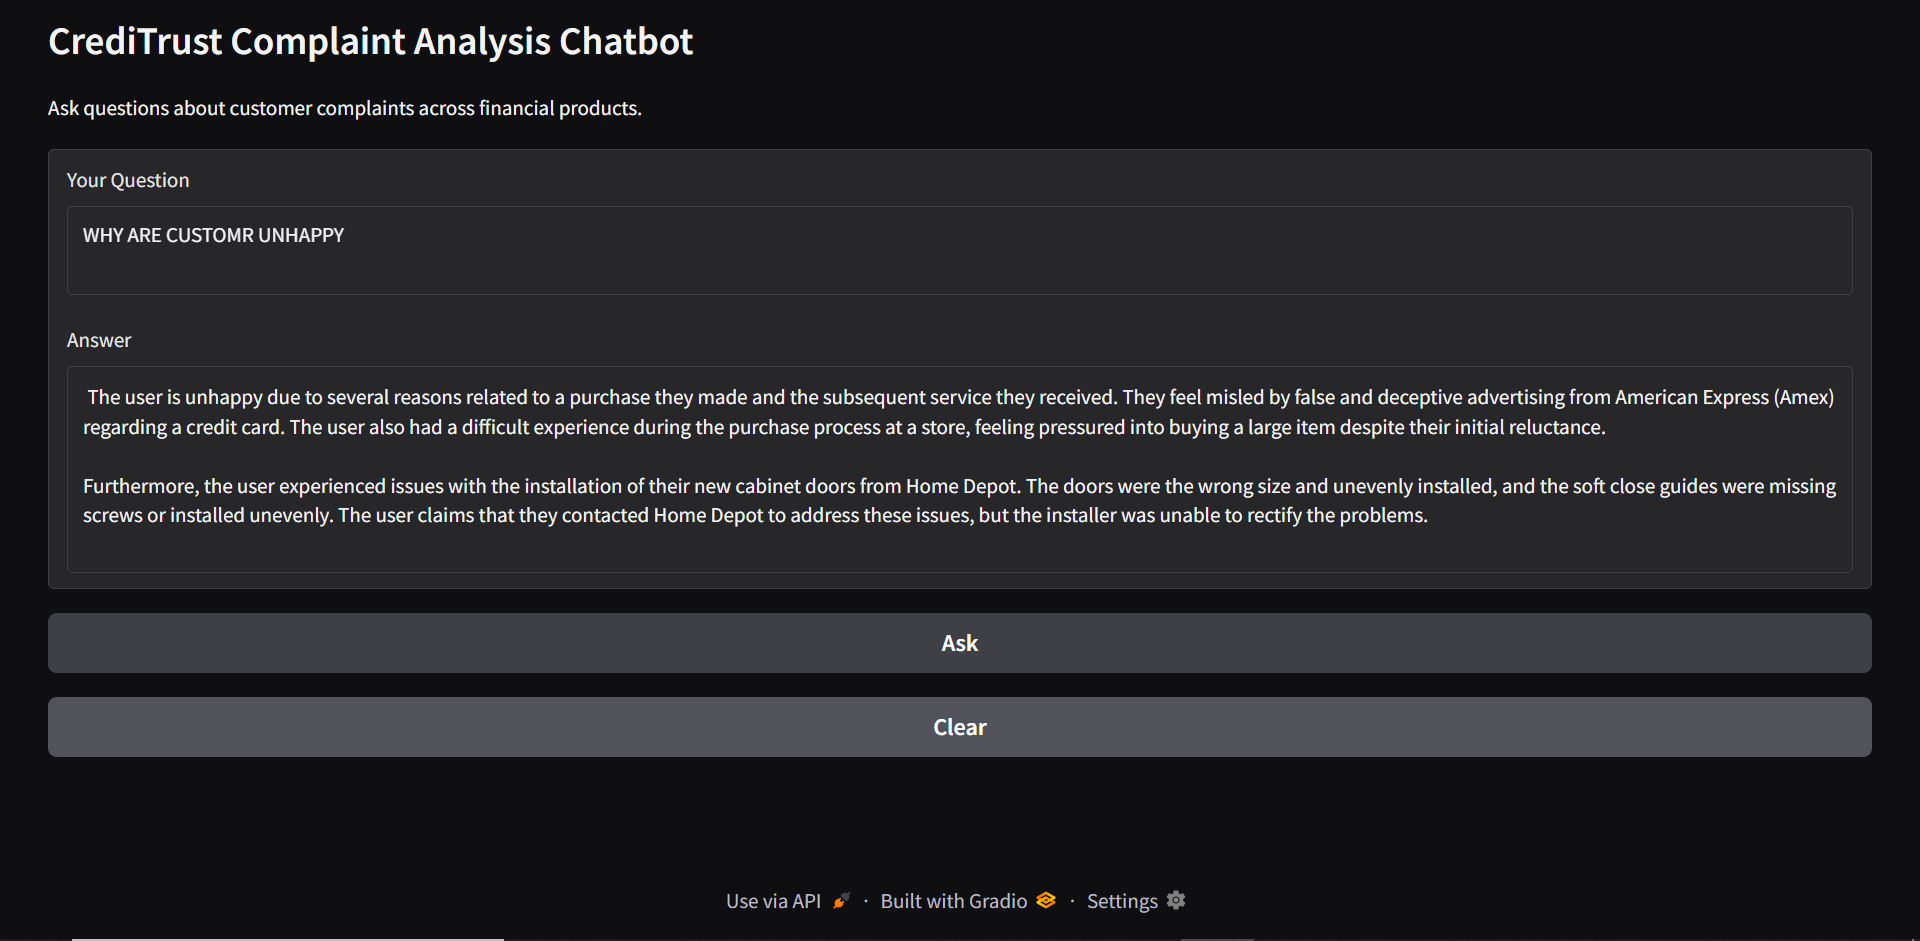 CrediTrust Complaint Analysis Chatbot
Ask questions about customer complaints across financial products.
Your Question
WHY ARE CUSTOMR UNHAPPY
Answer
The user is unhappy due to several reasons related to a purchase they made and the subsequent service they received. They feel misled by false and deceptive advertising from American Express (Amex)
regarding a credit card. The user also had a difficult experience during the purchase process at a store, feeling pressured into buying a large item despite their initial reluctance.
Furthermore, the user experienced issues with the installation of their new cabinet doors from Home Depot. The doors were the wrong size and unevenly installed, and the soft close guides were missing
screws or installed unevenly. The user claims that they contacted Home Depot to address these issues, but the installer was unable to rectify the problems.
Ask
Clear
Use via API · Built with Gradio · Settings